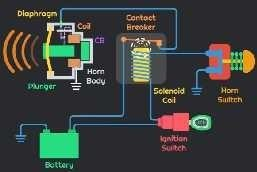 Diaphragm
Contact
Breaker
Coil
CB
Horn
Body
Plunger
Solenoid
Coil
Horn
Switch
Ignition
Switch
Battery